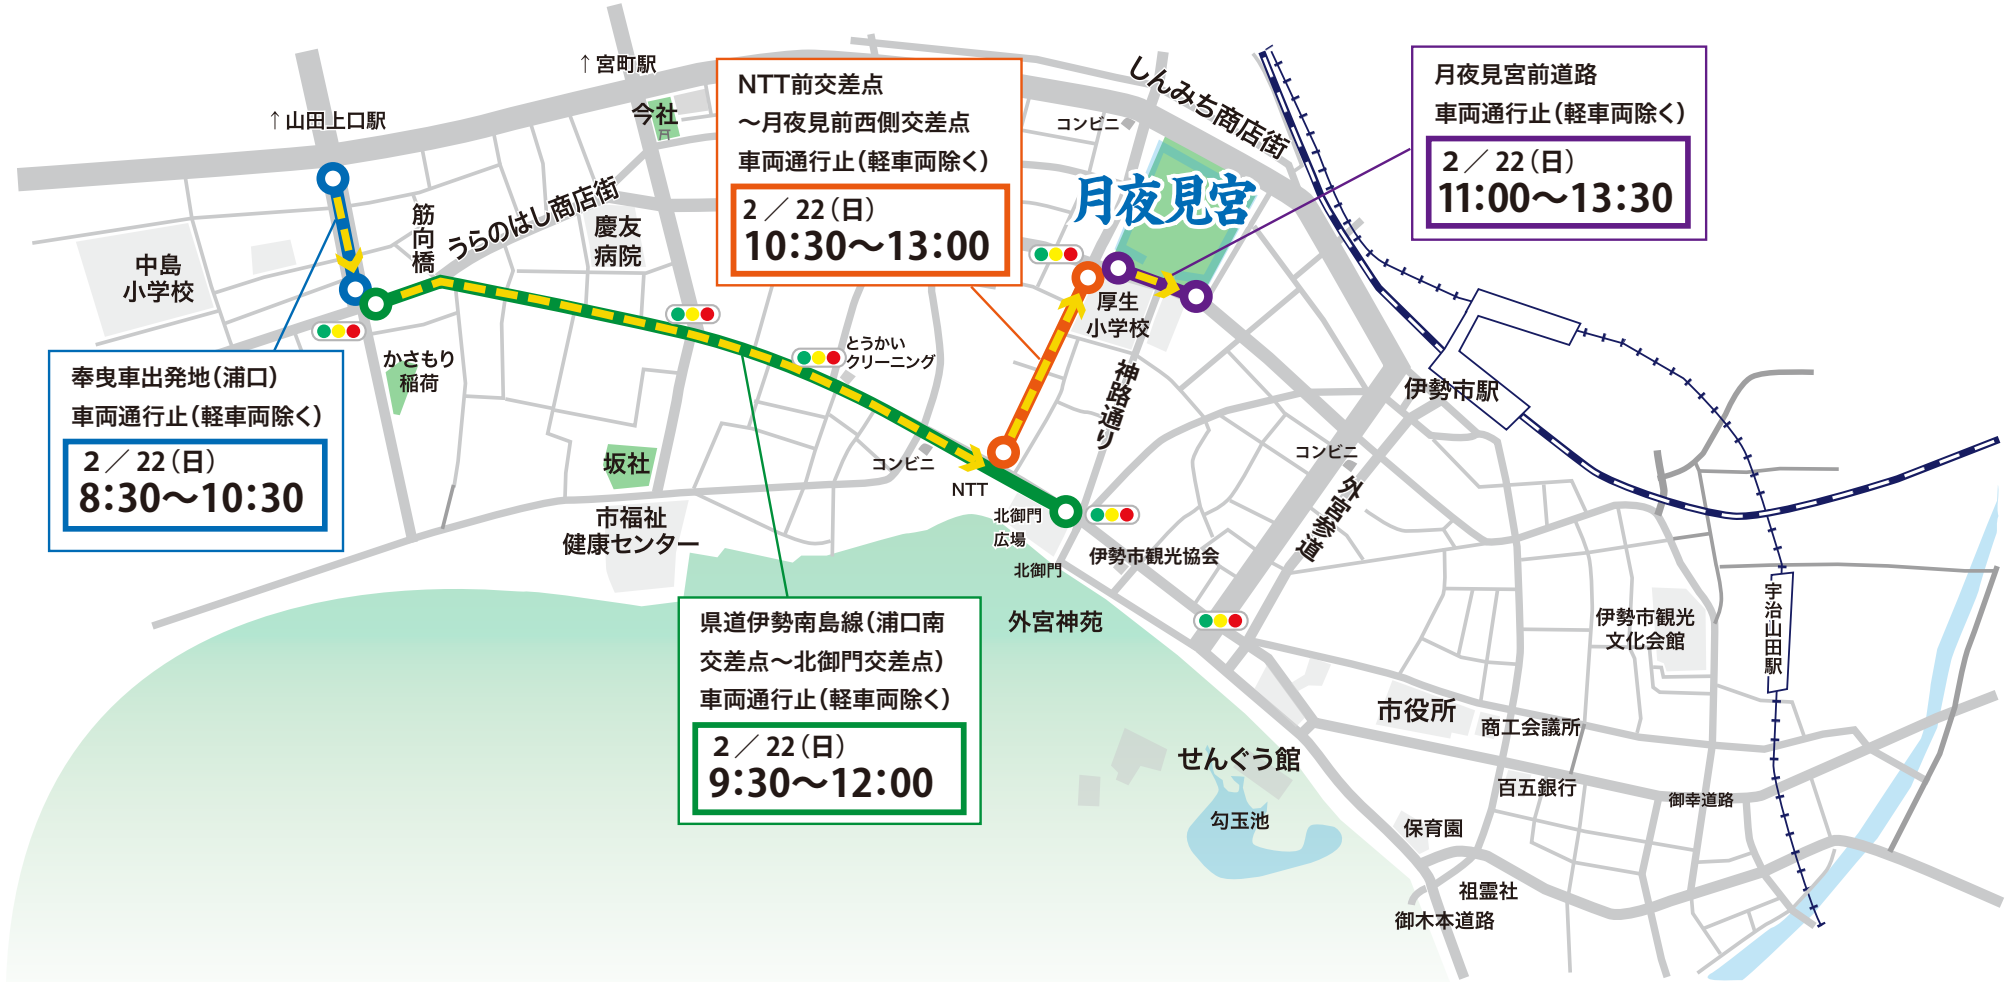 ↑宮町駅
↑山田上口駅
今社
NTT前交差点
～月夜見前西側交差点
車両通行止（軽車両除く）
2／22（日）
10：30～13：00
コンビニ
しんみち商店街
月夜見宮前道路
車両通行止（軽車両除く）
2／22（日）
11：00～13：30
月夜見宮
筋向橋
うらのはし商店街
慶友
病院
中島
小学校
厚生
小学校
かさもり
稲荷
とうかい
クリーニング
神路通り
伊勢市駅
奉曳車出発地（浦口）
車両通行止（軽車両除く）
2／22（日）
8：30～10：30
坂社
コンビニ
NTT
コンビニ
外宮参道
市福祉
健康センター
北御門
広場
北御門
伊勢市観光協会
県道伊勢南島線（浦口南
交差点～北御門交差点）
車両通行止（軽車両除く）
2／22（日）
9：30～12：00
外宮神苑
伊勢市観光
文化会館
宇治山田駅
市役所
商工会議所
せんぐう館
勾玉池
百五銀行
御幸道路
保育園
祖霊社
御木本道路